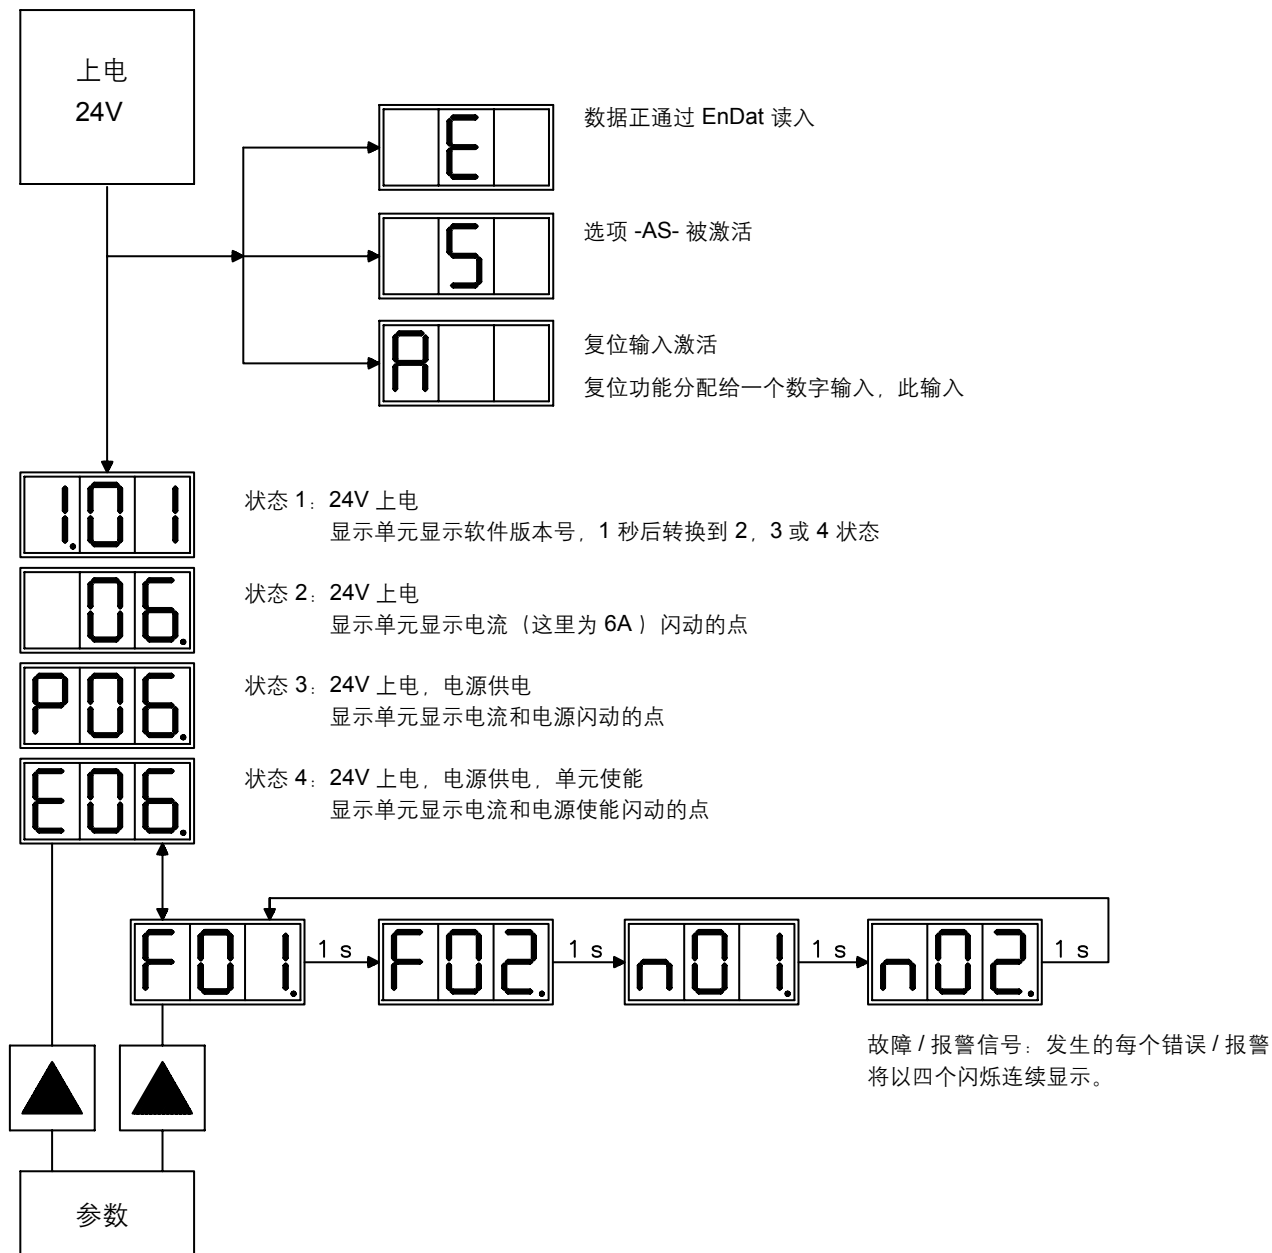 上电
24V
E
数据正通过 EnDat 读入
S
选项 -AS- 被激活
A
复位输入激活
复位功能分配给一个数字输入，此输入
1.01
状态 1：24V 上电
显示单元显示软件版本号，1 秒后转换到 2，3 或 4 状态
06.
状态 2：24V 上电
显示单元显示电流（这里为 6A）闪动的点
P06.
状态 3：24V 上电，电源供电
显示单元显示电流和电源闪动的点
E06.
状态 4：24V 上电，电源供电，单元使能
显示单元显示电流和电源使能闪动的点
F01. 1 s F02. 1 s n01. 1 s n02. 1 s
故障 / 报警信号：发生的每个错误 / 报警
将以四个闪烁连续显示。
参数